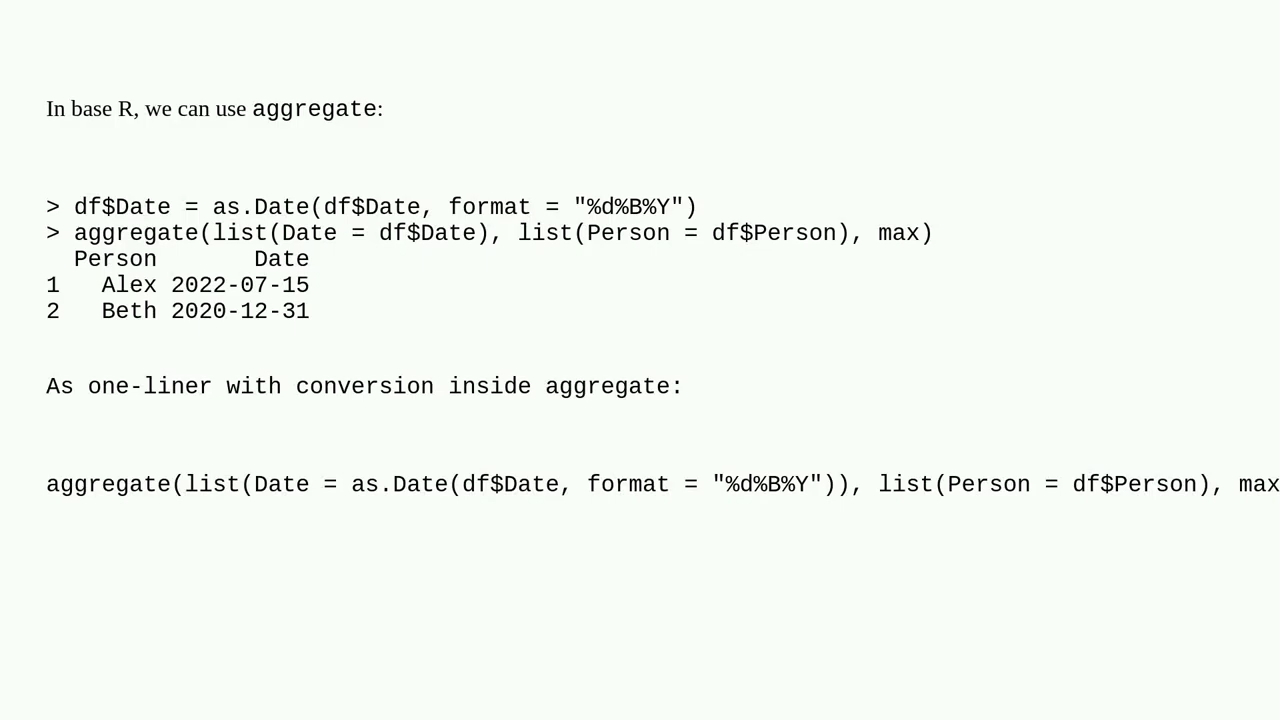 In base R, we can use aggregate:
> df$Date = as.Date(df$Date, format = "%d%B%Y")
> aggregate(list(Date = df$Date), list(Person = df$Person), max)
  Person       Date
1   Alex 2022-07-15
2   Beth 2020-12-31
As one-liner with conversion inside aggregate:
aggregate(list(Date = as.Date(df$Date, format = "%d%B%Y")), list(Person = df$Person), max